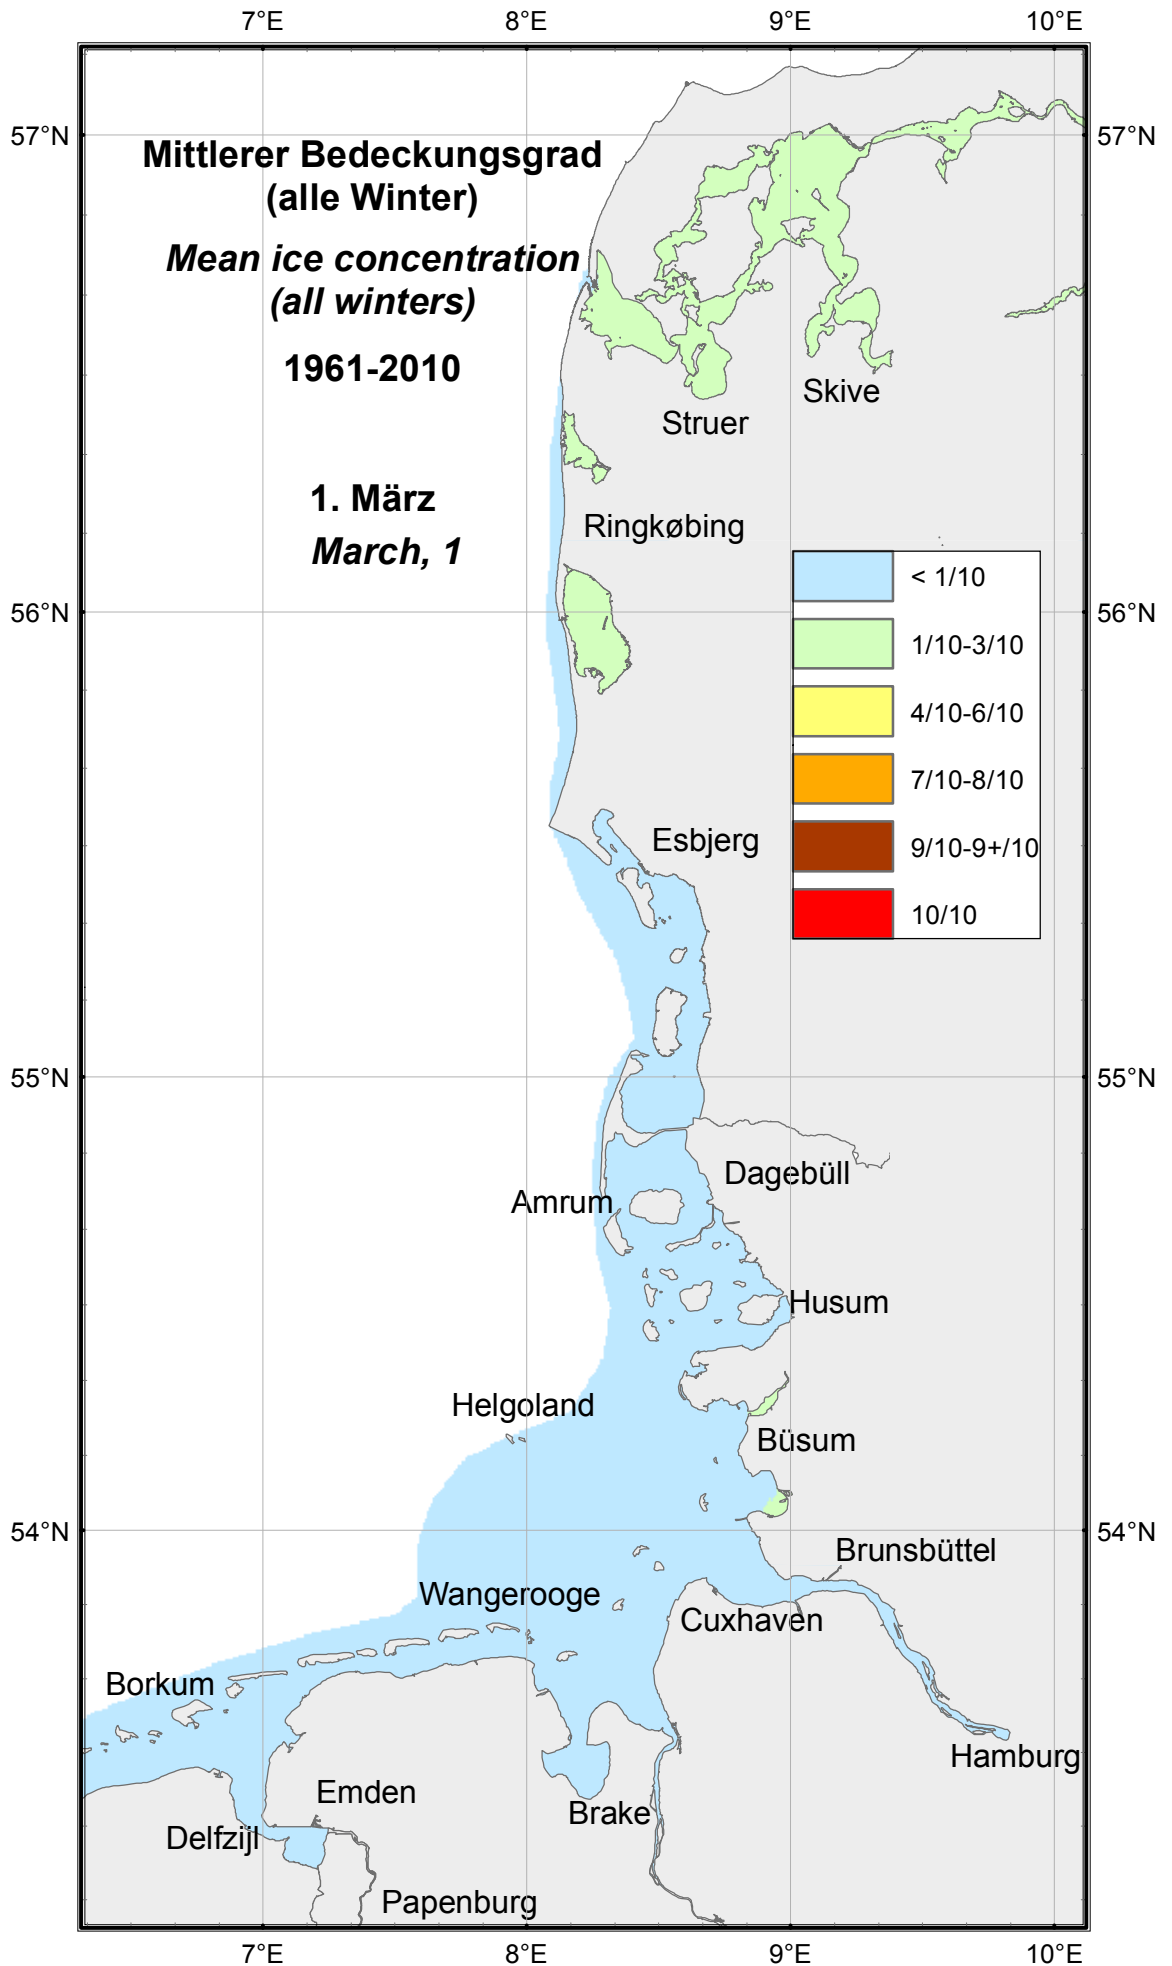 7°E 8°E 9°E 10°E
57°N 57°N
Mittlerer Bedeckungsgrad
(alle Winter)
Mean ice concentration
(all winters)
1961-2010
Skive
Struer
1. März
Ringkøbing
March, 1
< 1/10
56°N 56°N
1/10-3/10
4/10-6/10
7/10-8/10
Esbjerg
9/10-9+/10
10/10
55°N 55°N
Dagebüll
Amrum
Husum
Helgoland
Büsum
54°N 54°N
Brunsbüttel
Wangerooge
Cuxhaven
Borkum
Hamburg
Emden
Brake
Delfzijl
Papenburg
7°E 8°E 9°E 10°E